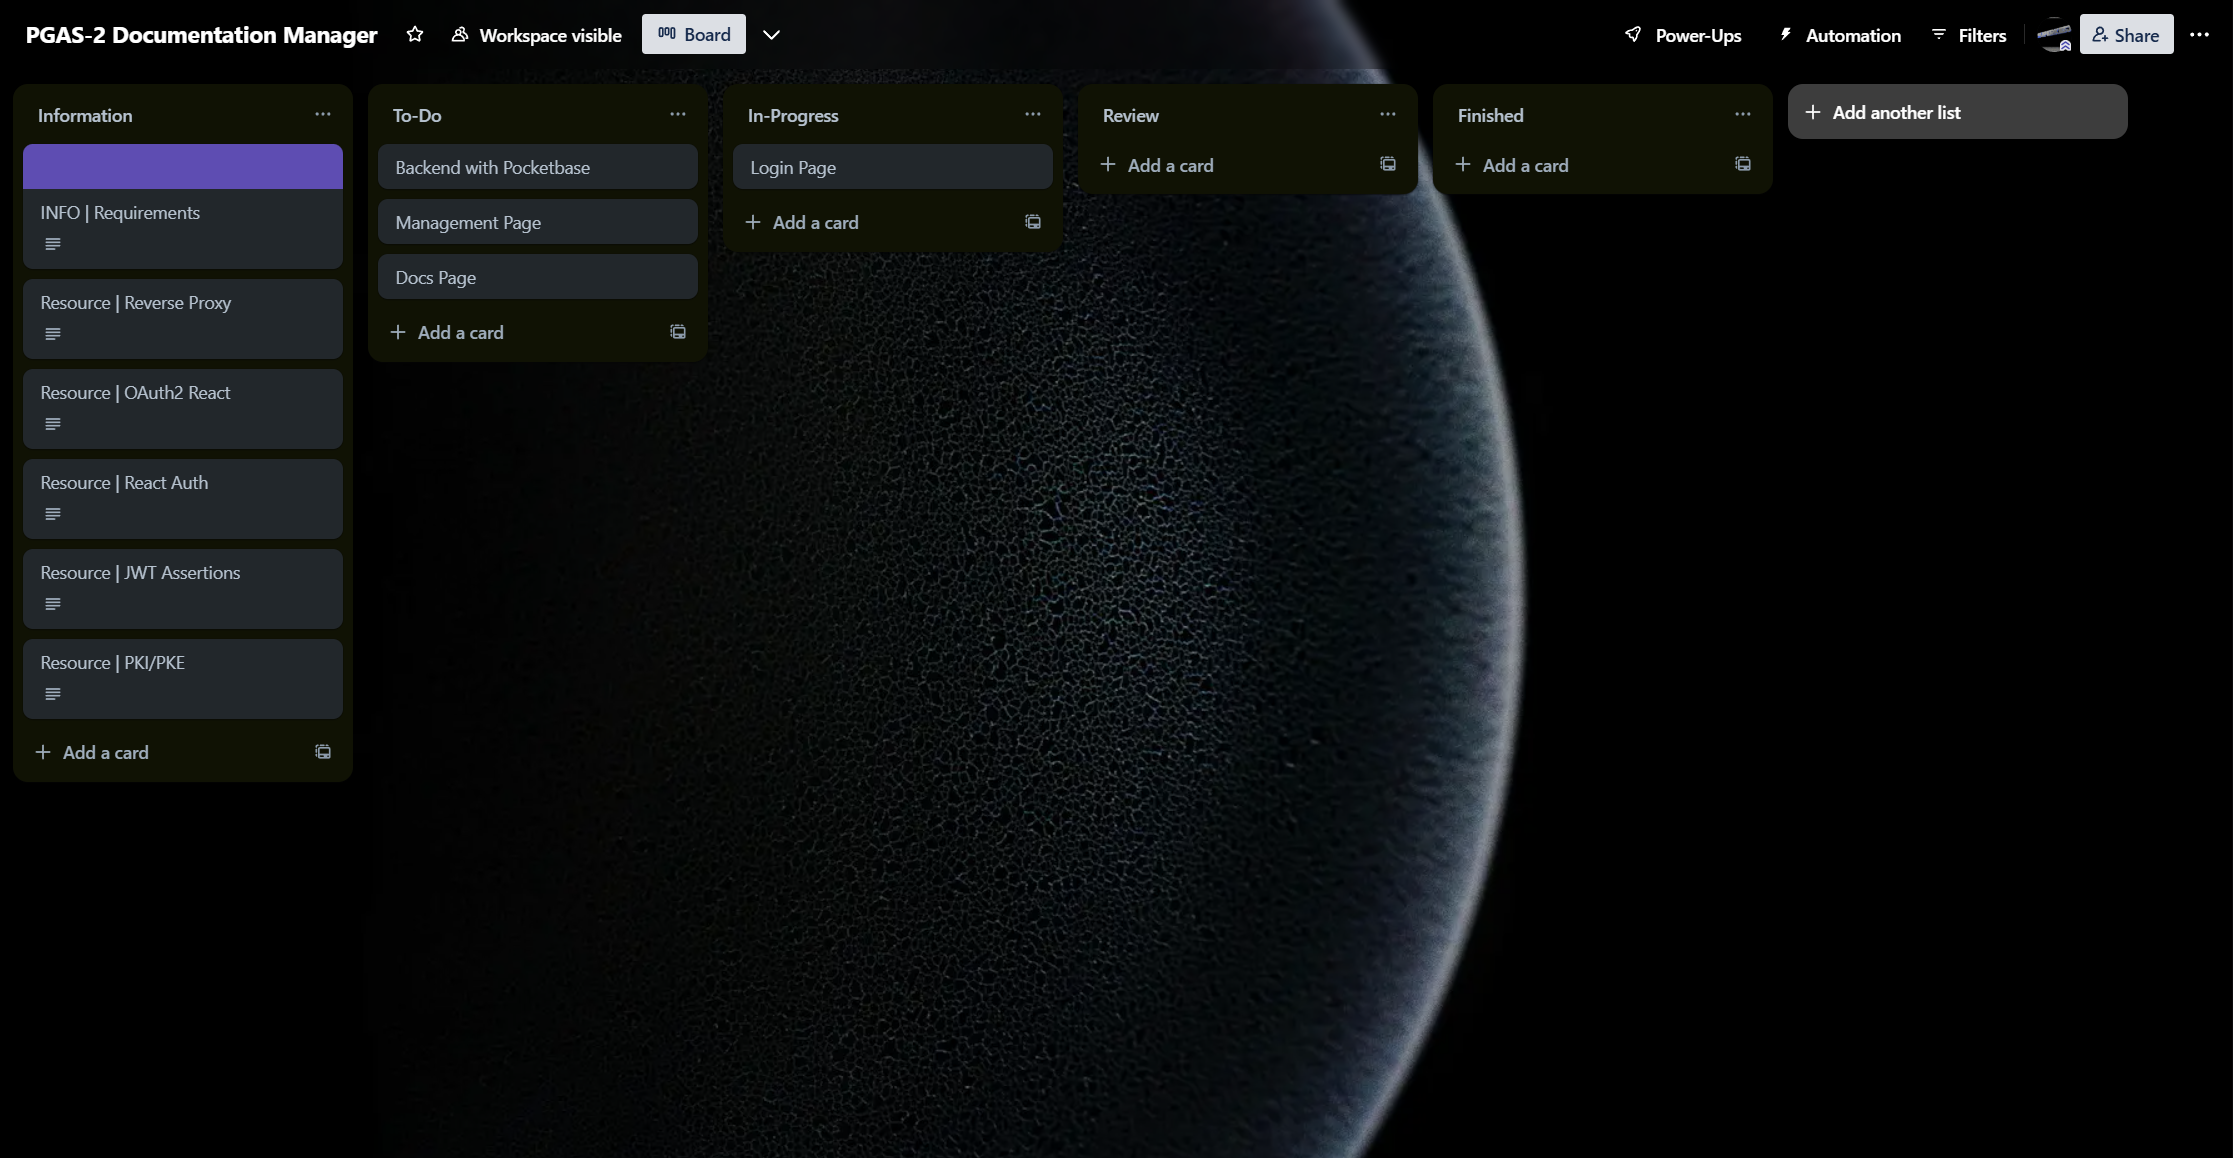 PGAS-2 Documentation Manager
Workspace visible
Board
Power-Ups
Automation
Filters
Share
Information
INFO | Requirements
Resource | Reverse Proxy
Resource | OAuth2 React
Resource | React Auth
Resource | JWT Assertions
Resource | PKI/PKE
Add a card
To-Do
Backend with Pocketbase
Management Page
Docs Page
Add a card
In-Progress
Login Page
Add a card
Review
Add a card
Finished
Add a card
Add another list